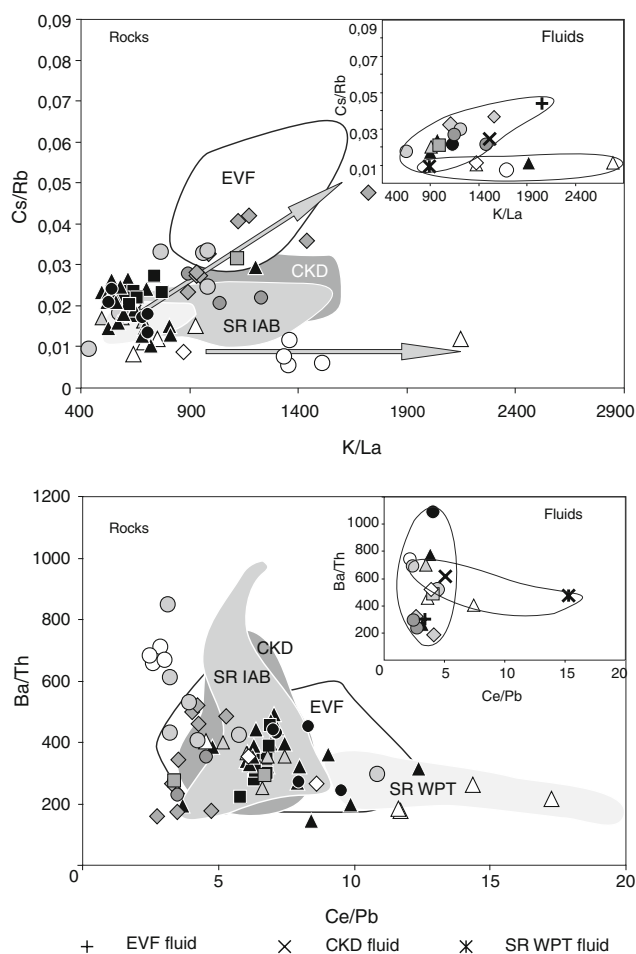 0,09
0,08
0,07
0,06
0,05
0,04
0,03
0,02
0,01
0
Cs/Rb
Rocks
EVF
CKD
SR IAB
400 900 1400 1900 2400 2900
K/La
Fluids
0,09
0,07
0,05
0,03
0,01
Cs/Rb
400 900 1400 1900 2400
K/La
1200
1000
800
600
400
200
0
Ba/Th
Rocks
CKD
SR IAB
EVF
SR WPT
0 5 10 15 20
Ce/Pb
Fluids
1000
800
600
400
200
Ba/Th
0 5 10 15 20
Ce/Pb
EVF fluid CKD fluid SR WPT fluid